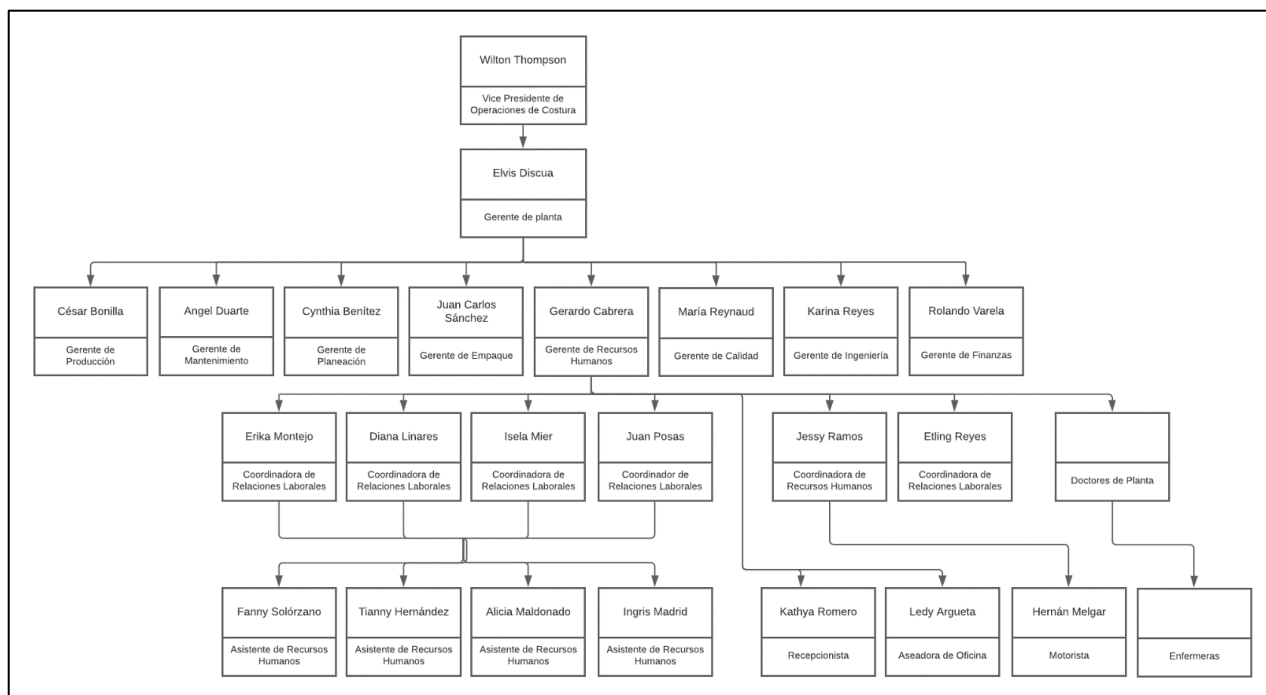 Wilton Thompson
Vice Presidente de
Operaciones de Costura
Elvis Discua
Gerente de planta
César Bonilla
Gerente de
Producción
Angel Duarte
Gerente de
Mantenimiento
Cynthia Benítez
Gerente de
Planeación
Juan Carlos
Sánchez
Gerente de Empaque
Gerardo Cabrera
Gerente de Recursos
Humanos
María Reynaud
Gerente de Calidad
Karina Reyes
Gerente de Ingeniería
Rolando Varela
Gerente de Finanzas
Erika Montejo
Coordinadora de
Relaciones Laborales
Diana Linares
Coordinadora de
Relaciones Laborales
Isela Mier
Coordinadora de
Relaciones Laborales
Juan Posas
Coordinador de
Relaciones Laborales
Jessy Ramos
Coordinadora de
Recursos Humanos
Etling Reyes
Coordinadora de
Relaciones Laborales
Doctores de Planta
Fanny Solórzano
Asistente de Recursos
Humanos
Tianny Hernández
Asistente de Recursos
Humanos
Alicia Maldonado
Asistente de Recursos
Humanos
Ingris Madrid
Asistente de Recursos
Humanos
Kathya Romero
Recepcionista
Ledy Argueta
Aseadora de Oficina
Hernán Melgar
Motorista
Enfermeras